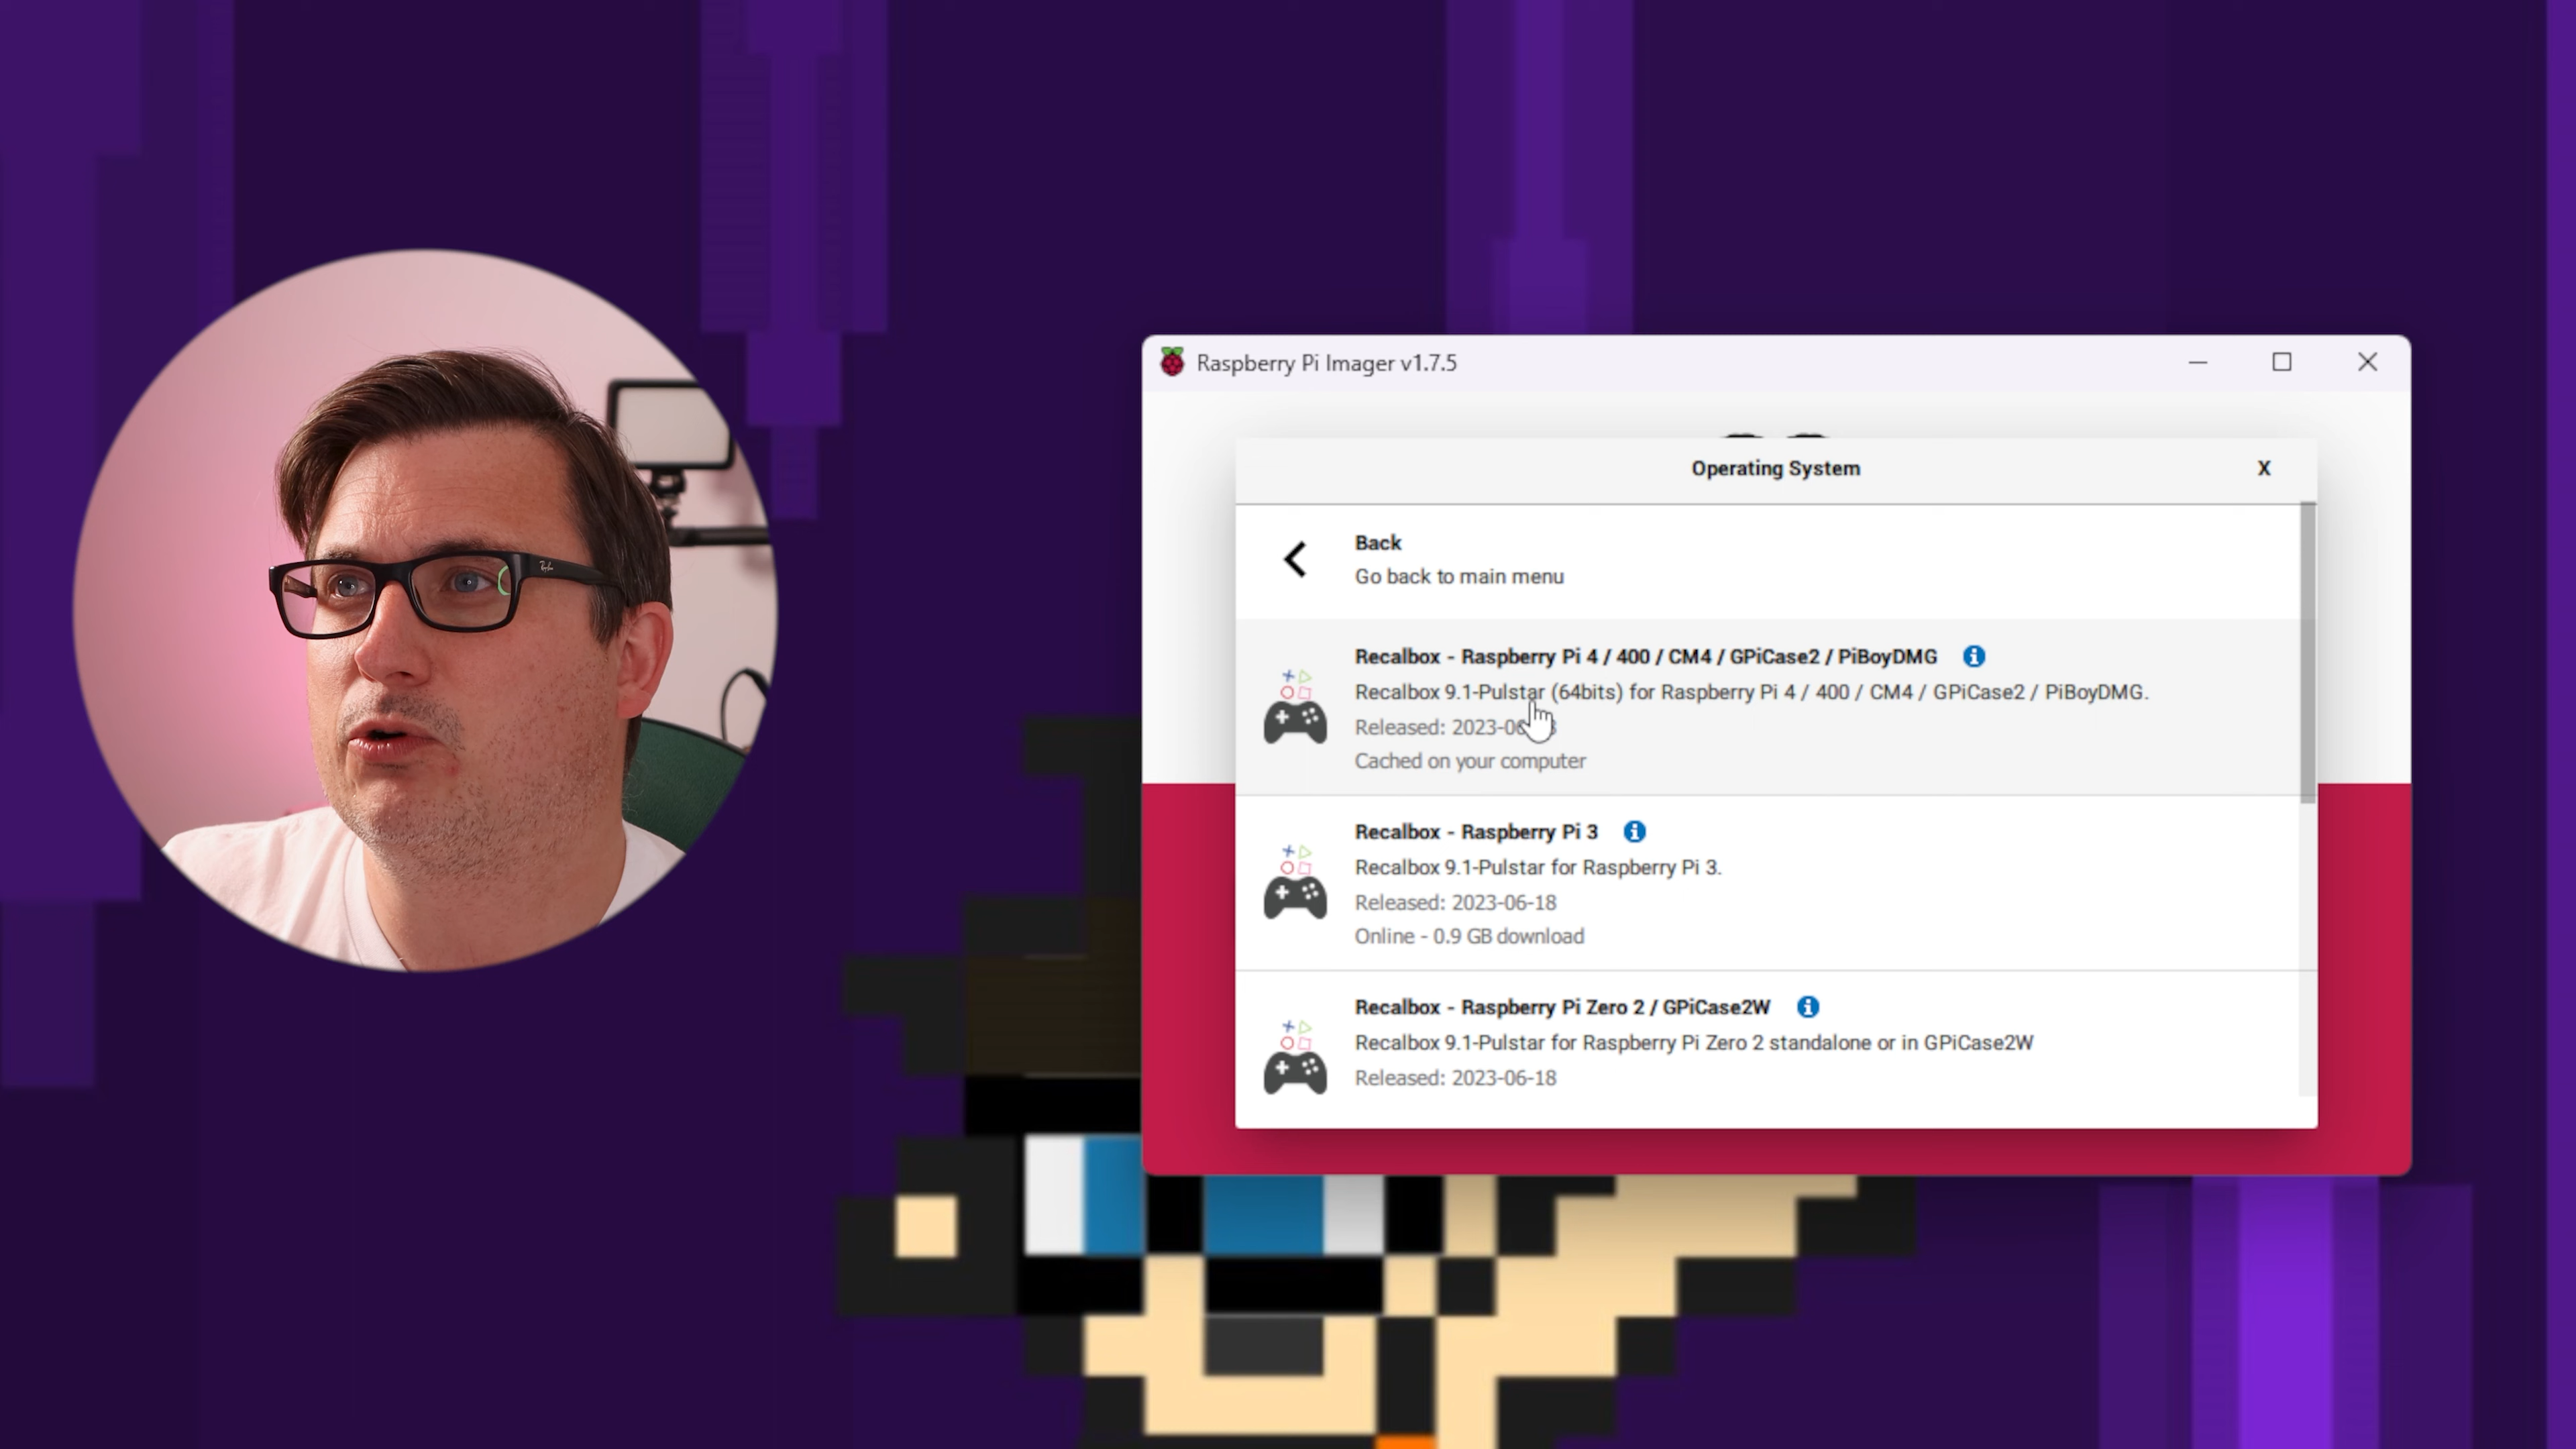 Raspberry Pi Imager v1.7.5
Operating System
X
Back
Go back to main menu
Recalbox - Raspberry Pi 4 / 400 / CM4 / GPiCase2 / PiBoyDMG
Recalbox 9.1-Pulstar (64bits) for Raspberry Pi 4 / 400 / CM4 / GPiCase2 / PiBoyDMG.
Released:
Cached on your computer
Recalbox - Raspberry Pi 3
Recalbox 9.1-Pulstar for Raspberry Pi 3.
Released: 2023-06-18
Online - 0.9 GB download
Recalbox - Raspberry Pi Zero 2 / GPiCase2W
Recalbox 9.1-Pulstar for Raspberry Pi Zero 2 standalone or in GPiCase2W
Released: 2023-06-18
Ray-Ban